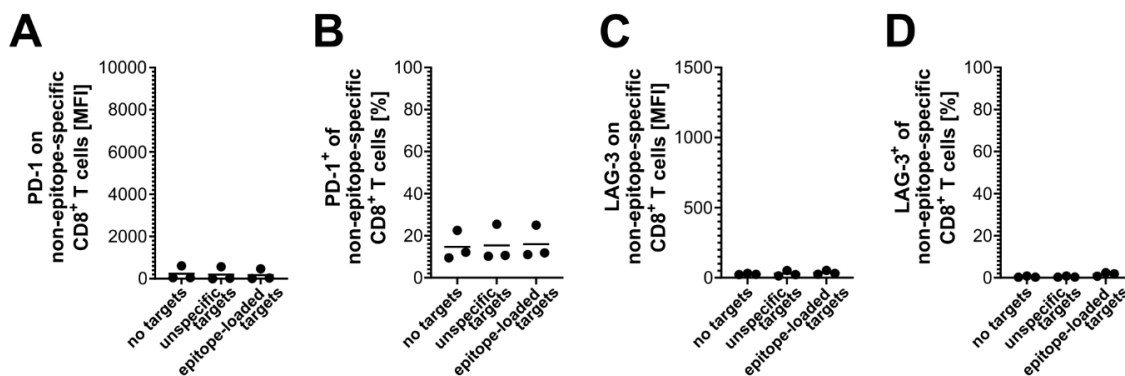 A
PD-1 on
non-epitope-specific
CD8+ T cells [MFI]
10000
8000
6000
4000
2000
0
no targets
unspecific
targets
epitope-loaded
targets
B
PD-1+ of
non-epitope-specific
CD8+ T cells [%]
100
80
60
40
20
0
no targets
unspecific
targets
epitope-loaded
targets
C
LAG-3 on
non-epitope-specific
CD8+ T cells [MFI]
1500
1000
500
0
no targets
unspecific
targets
epitope-loaded
targets
D
LAG-3+ of
non-epitope-specific
CD8+ T cells [%]
100
80
60
40
20
0
no targets
unspecific
targets
epitope-loaded
targets